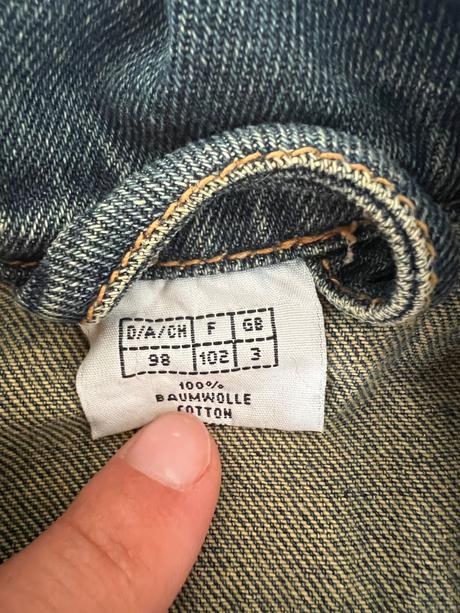 D/A/CH F GB
98 102 3
100%
BAUMWOLLE
COTTON